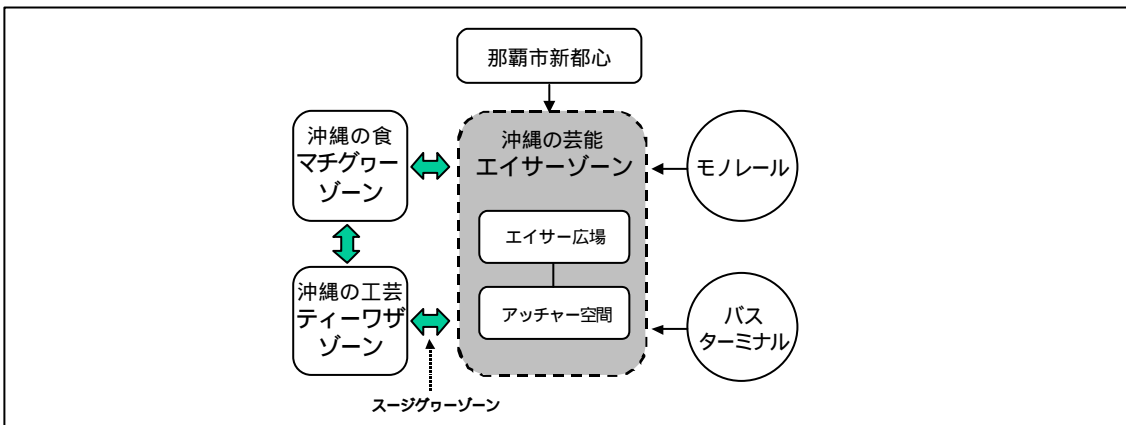 那覇市新都心
沖縄の食
マチグヮー
ゾーン
沖縄の芸能
エイサーゾーン
モノレール
エイサー広場
沖縄の工芸
ティーワザ
ゾーン
アッチャー空間
バス
ターミナル
スージグヮーゾーン